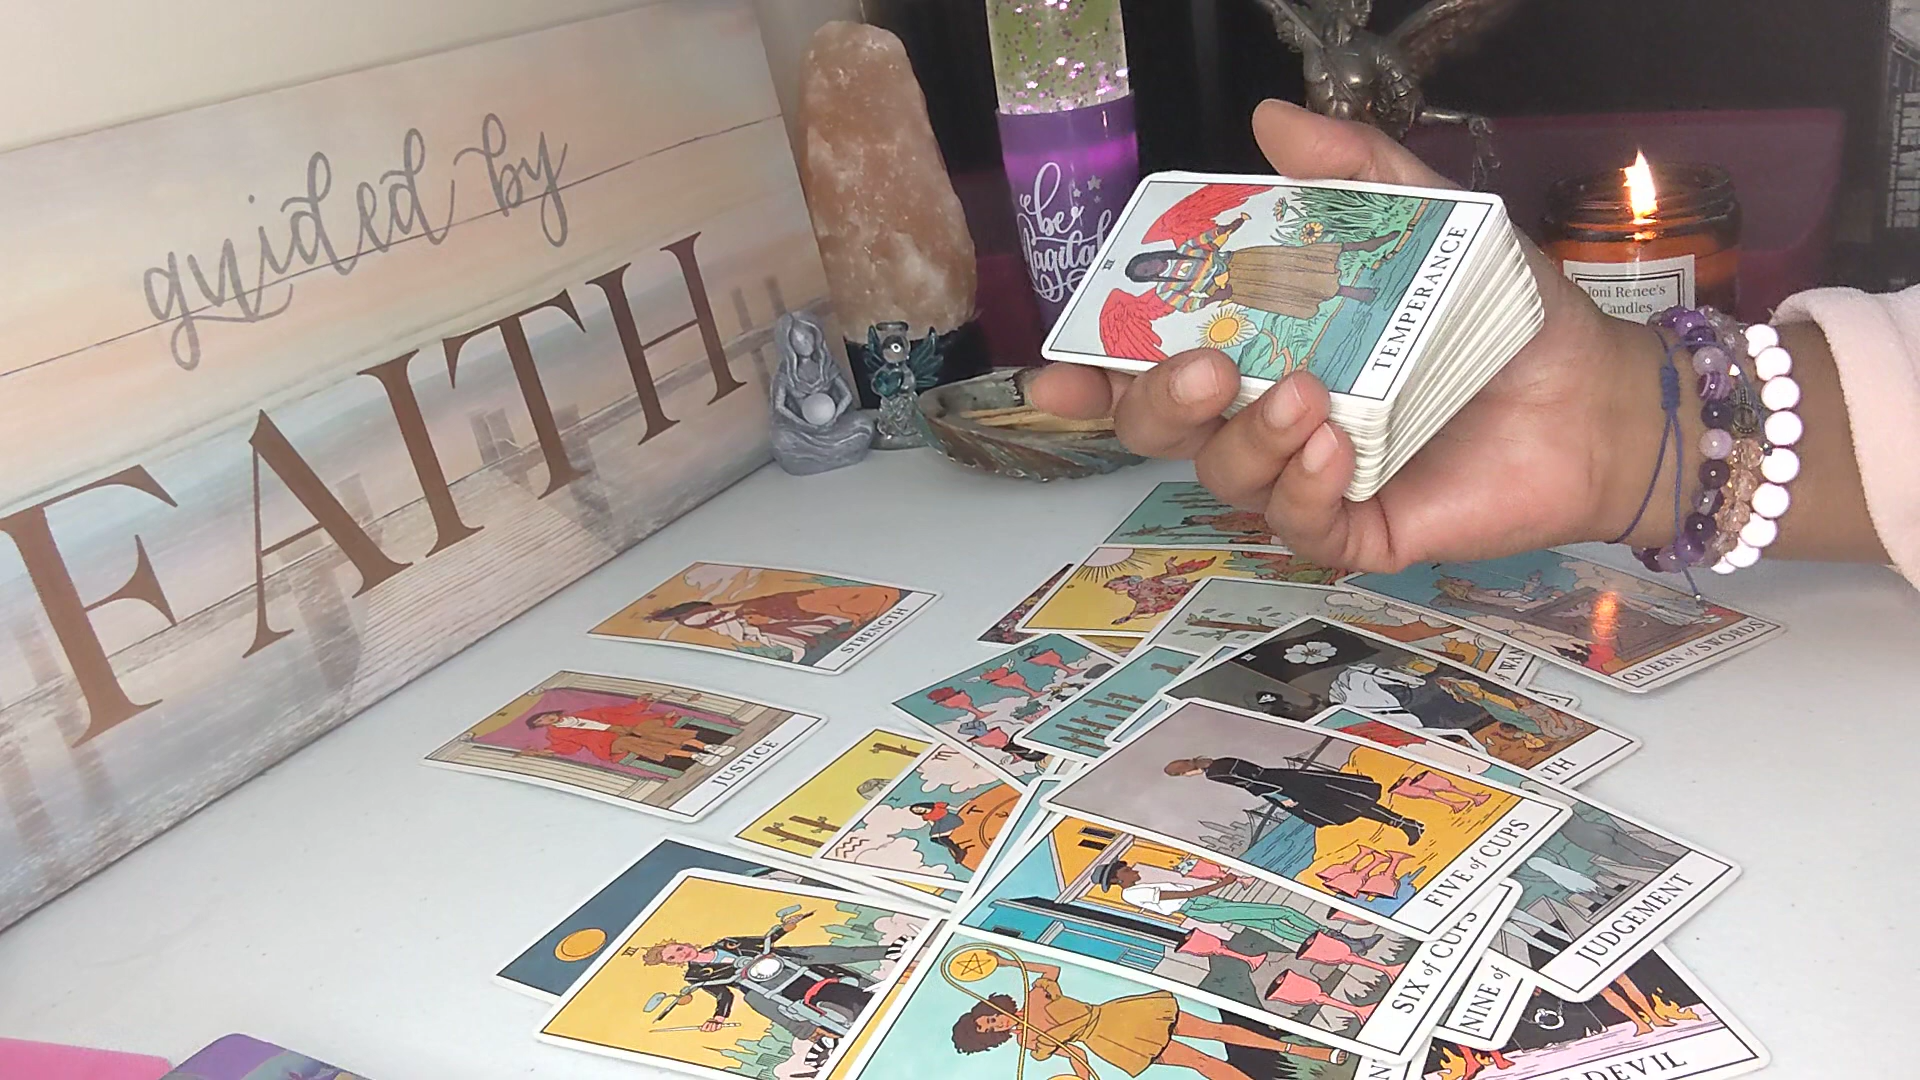 guided by
FAITH
be
Magical
TEMPERANCE
Joni Renee's
Candles
STRENGTH
JUSTICE
QUEEN of SWORDS
FIVE of CUPS
SIX of CUPS
JUDGEMENT
NINE of
DEVIL